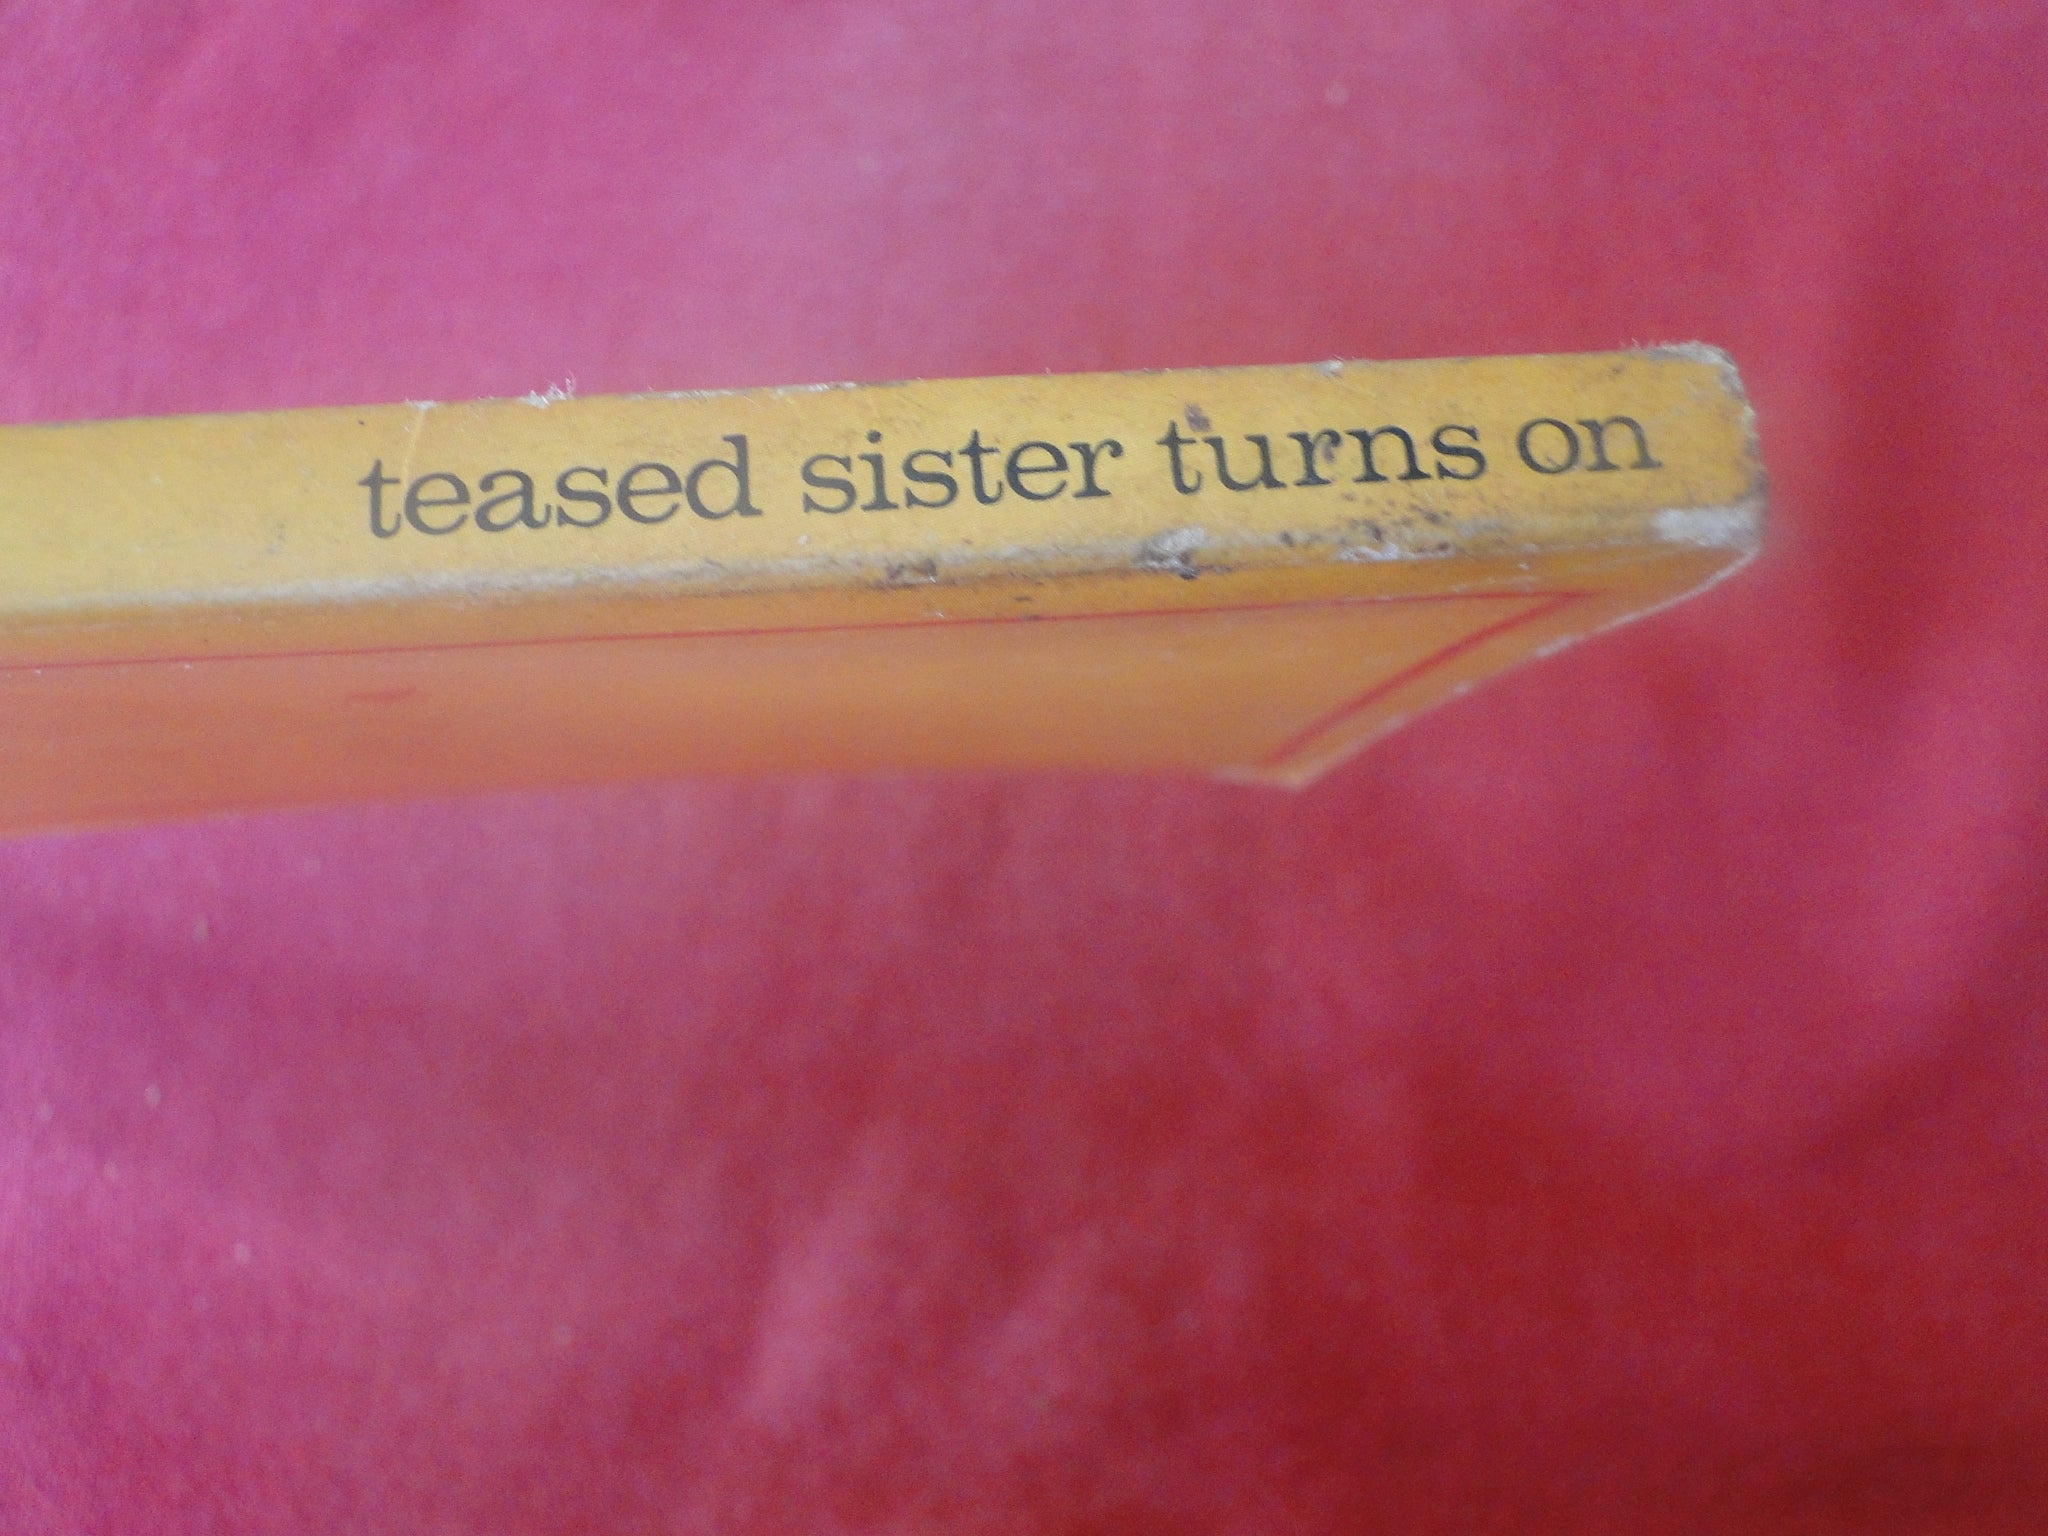 teased sister turns on